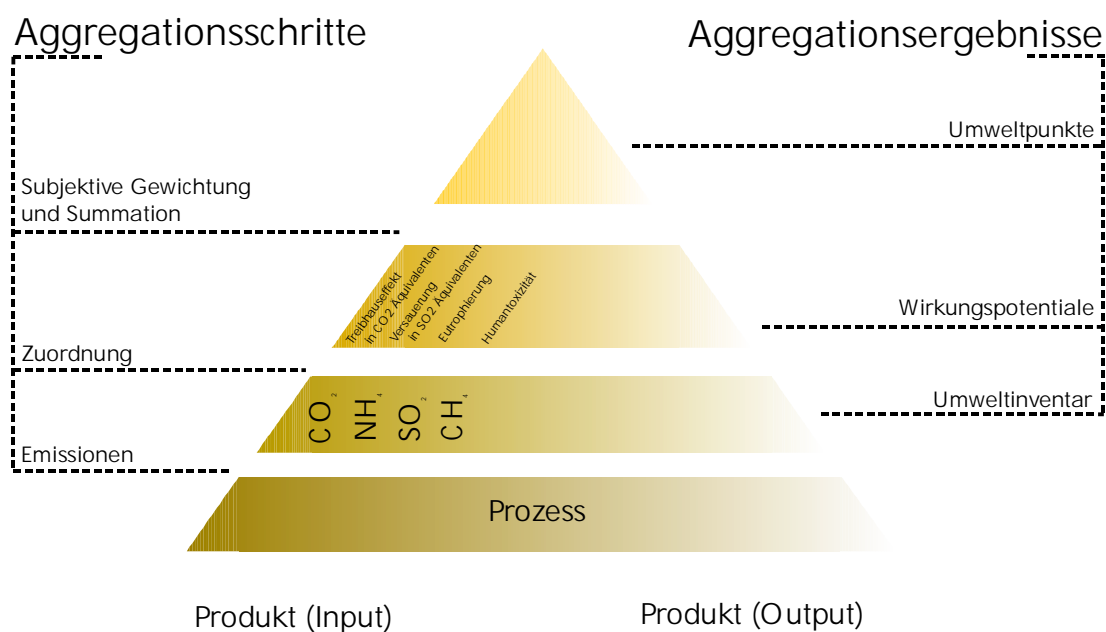 Aggregationsschritte
Aggregationsergebnisse
Umweltpunkte
Subjektive Gewichtung
und Summation
Treibhauseffekt
in CO2 Äquivalenten
Versauerung
in SO2 Äquivalenten
Eutrophierung
Humantoxizität
Wirkungspotentiale
Zuordnung
CO₂
NH₄
SO₂
CH₄
Umweltinventar
Emissionen
Prozess
Produkt (Input)
Produkt (Output)